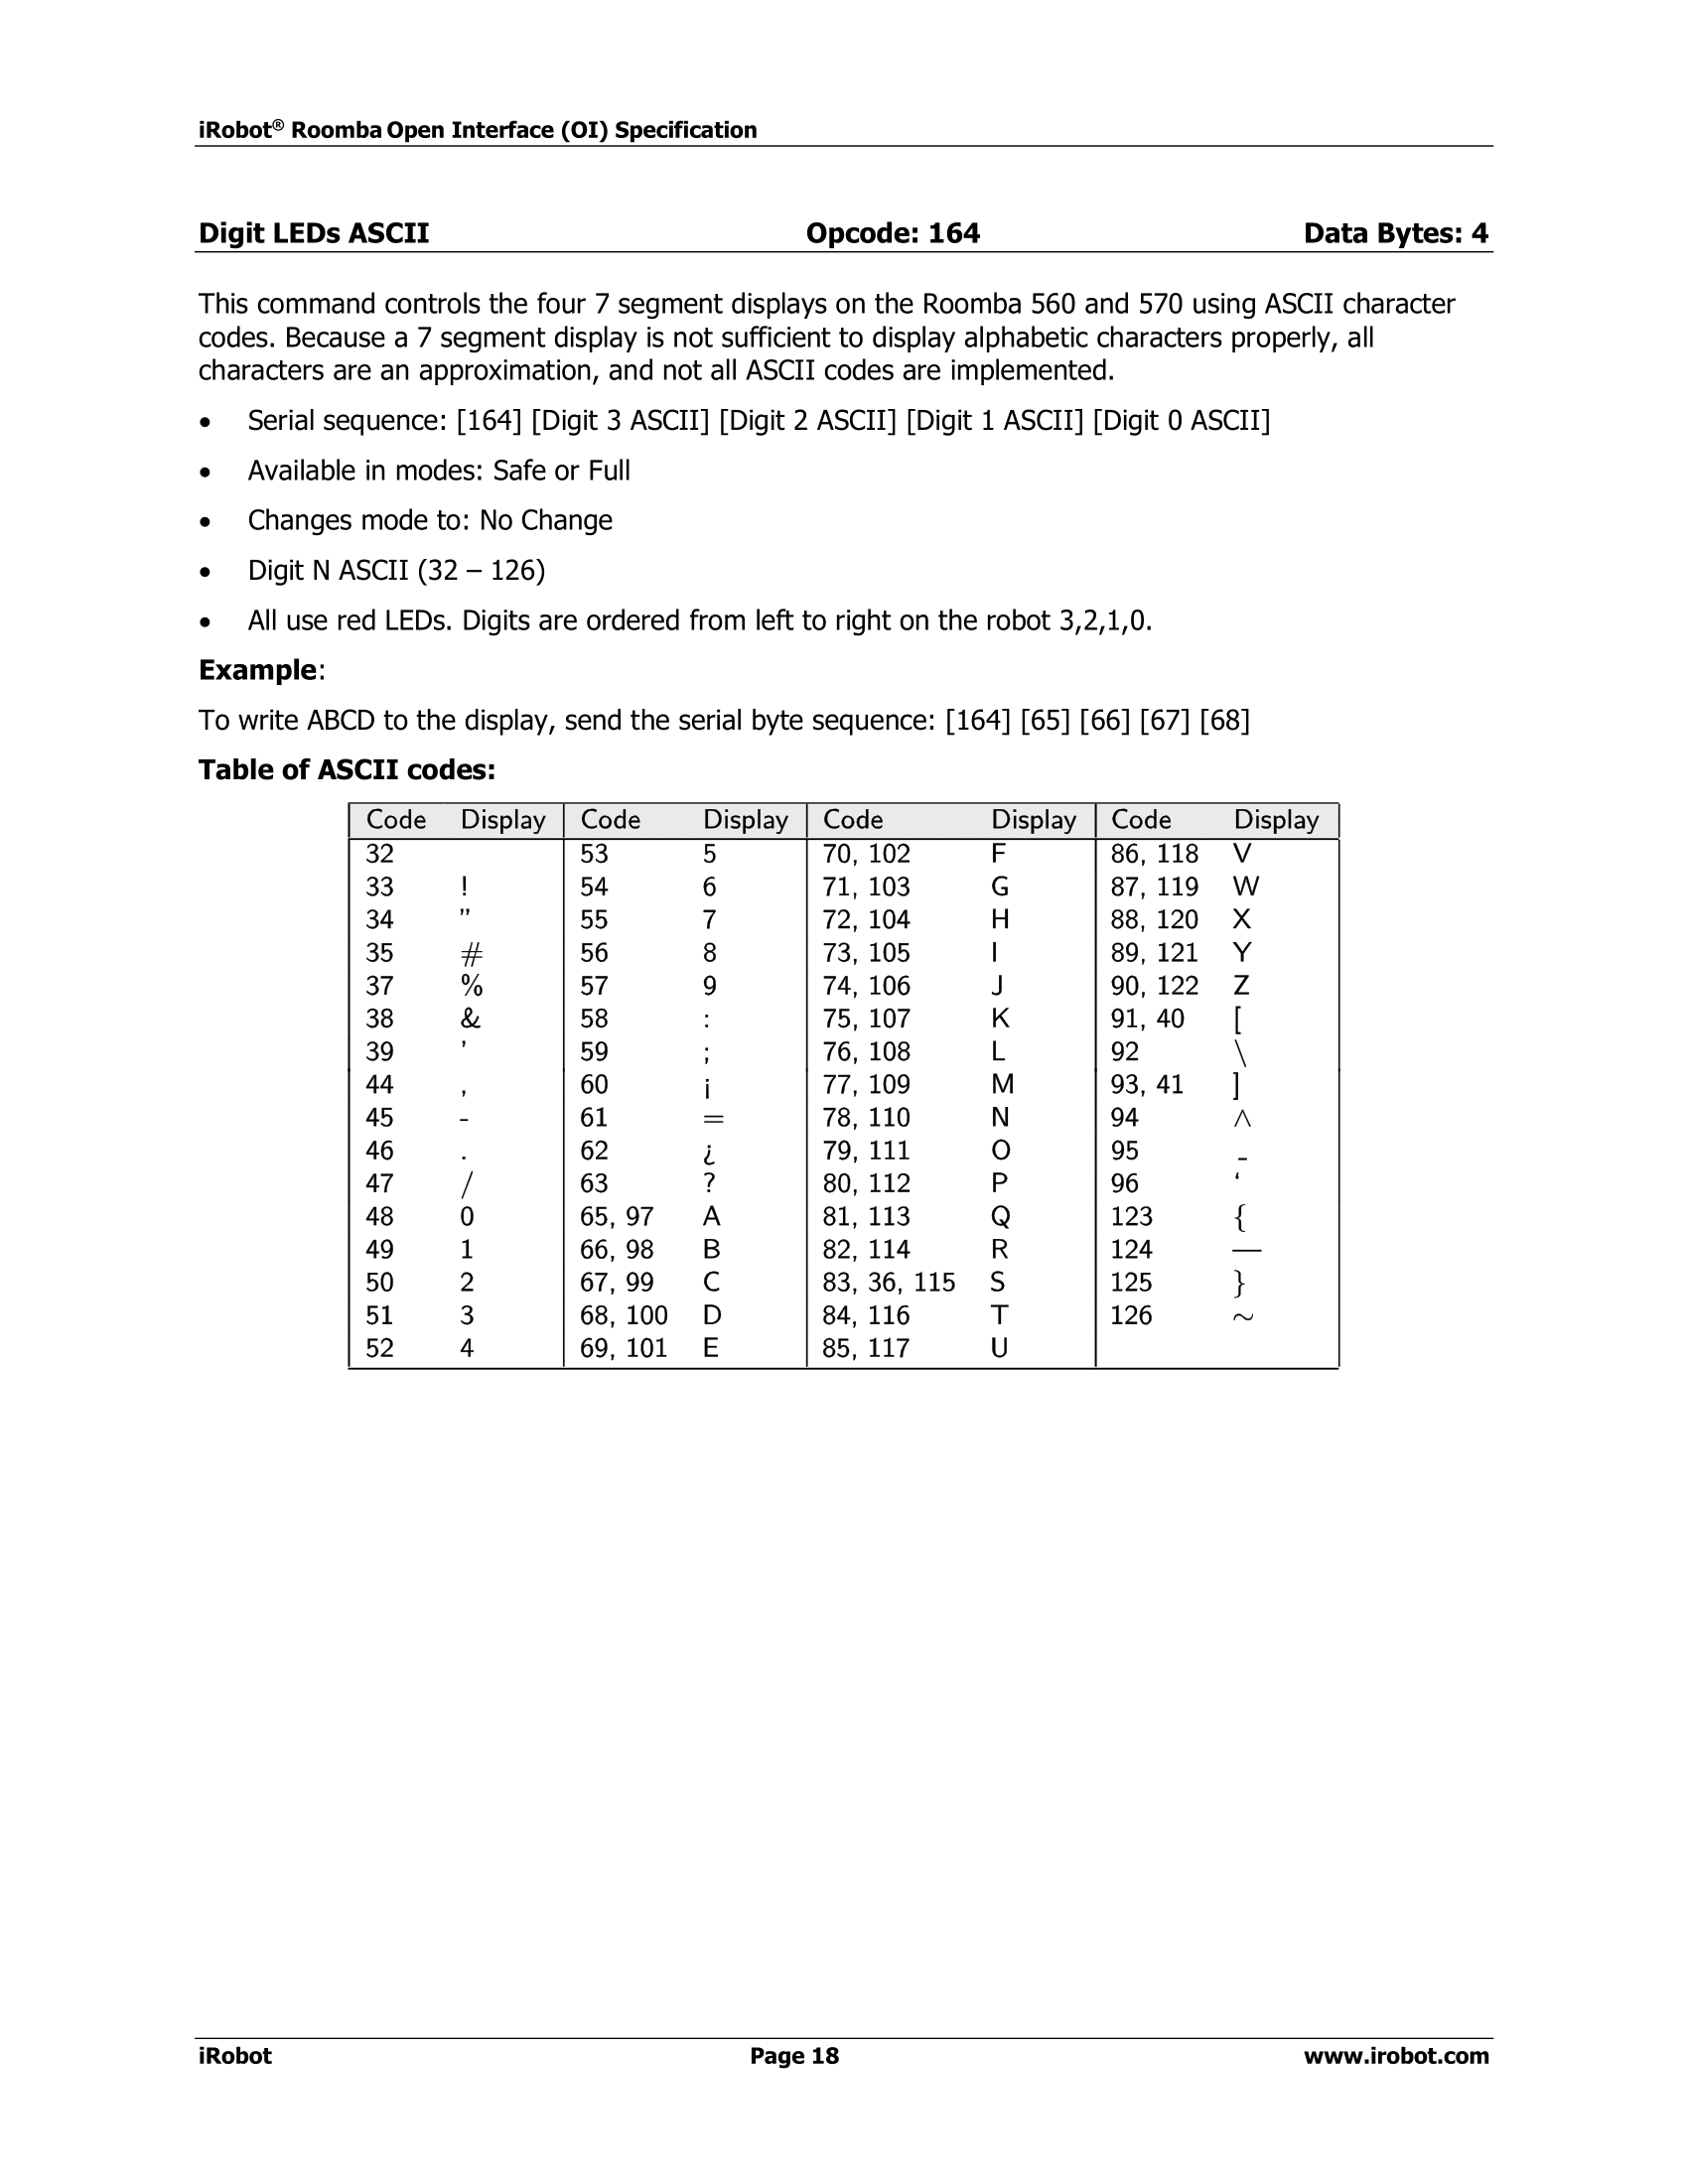 iRobot® Roomba Open Interface (OI) Specification
Digit LEDs ASCII Opcode: 164 Data Bytes: 4
This command controls the four 7 segment displays on the Roomba 560 and 570 using ASCII character
codes. Because a 7 segment display is not sufficient to display alphabetic characters properly, all
characters are an approximation, and not all ASCII codes are implemented.
• Serial sequence: [164] [Digit 3 ASCII] [Digit 2 ASCII] [Digit 1 ASCII] [Digit 0 ASCII]
• Available in modes: Safe or Full
• Changes mode to: No Change
• Digit N ASCII (32 – 126)
• All use red LEDs. Digits are ordered from left to right on the robot 3,2,1,0.
Example:
To write ABCD to the display, send the serial byte sequence: [164] [65] [66] [67] [68]
Table of ASCII codes:
Code Display Code Display Code Display Code Display
32 53 5 70, 102 F 86, 118 V
33 ! 54 6 71, 103 G 87, 119 W
34 ” 55 7 72, 104 H 88, 120 X
35 # 56 8 73, 105 I 89, 121 Y
37 % 57 9 74, 106 J 90, 122 Z
38 & 58 : 75, 107 K 91, 40 [
39 ’ 59 ; 76, 108 L 92 \
44 , 60 ¡ 77, 109 M 93, 41 ]
45 - 61 = 78, 110 N 94 ∧
46 . 62 ¿ 79, 111 O 95 _
47 / 63 ? 80, 112 P 96 ‘
48 0 65, 97 A 81, 113 Q 123 {
49 1 66, 98 B 82, 114 R 124 —
50 2 67, 99 C 83, 36, 115 S 125 }
51 3 68, 100 D 84, 116 T 126 ∼
52 4 69, 101 E 85, 117 U
iRobot Page 18 www.irobot.com